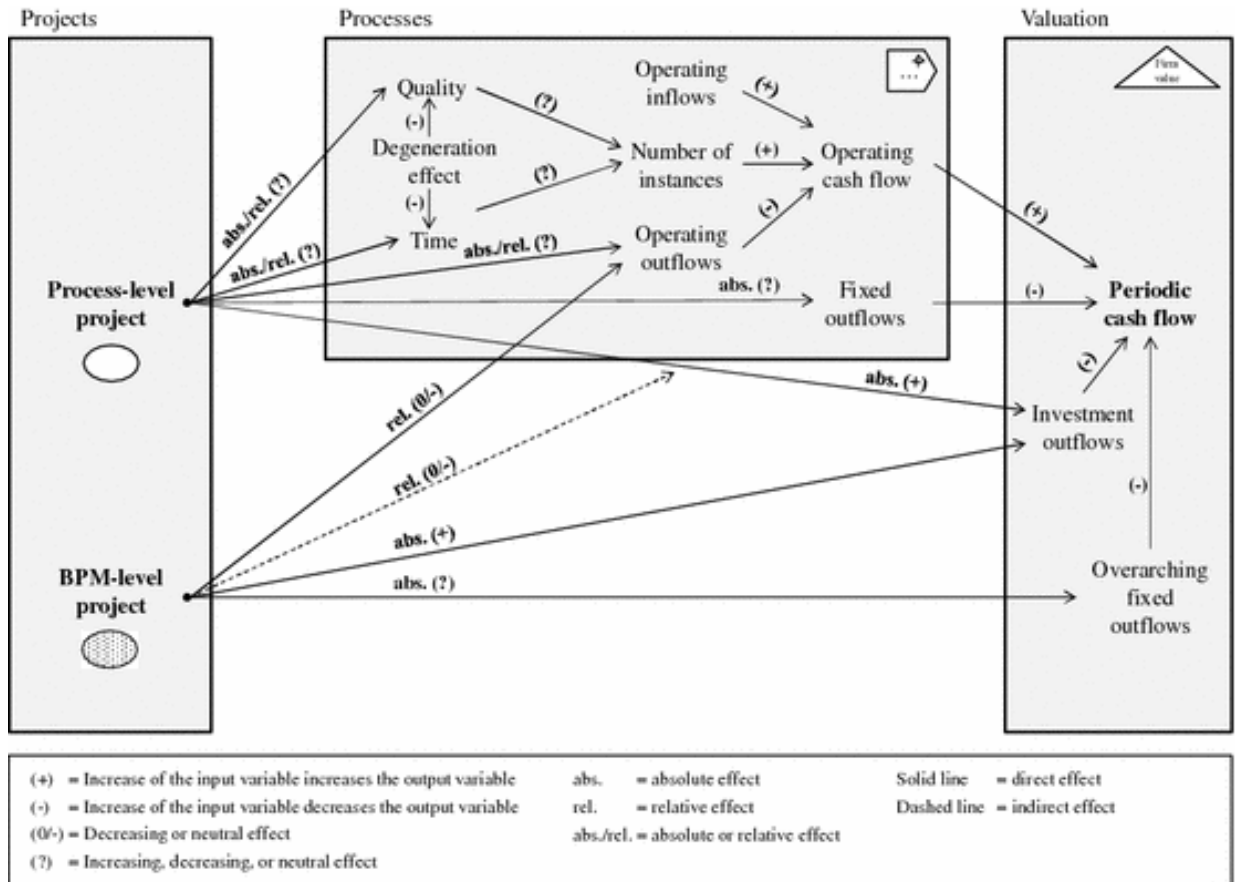 Projects
Processes
Valuation
Firm
value
...
Quality
(-)
Degeneration
effect
(-)
Time
(?)
(?)
Operating
inflows
(+)
Number of
instances
(+)
Operating
cash flow
(-)
Operating
outflows
(+)
abs./rel. (?)
abs./rel. (?)
abs./rel. (?)
abs. (?)
Fixed
outflows
(-)
Process-level
project
Periodic
cash flow
abs. (+)
(-)
Investment
outflows
rel. (0/-)
rel. (0/-)
abs. (+)
(-)
abs. (?)
BPM-level
project
Overarching
fixed
outflows
(+) = Increase of the input variable increases the output variable
(-) = Increase of the input variable decreases the output variable
(0/-) = Decreasing or neutral effect
(?) = Increasing, decreasing, or neutral effect
abs. = absolute effect
rel. = relative effect
abs./rel. = absolute or relative effect
Solid line = direct effect
Dashed line = indirect effect